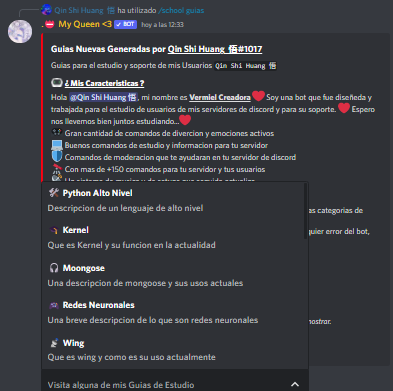 Qin Shi Huang 悟 ha utilizado /school guias
My Queen <3 ✓ BOT hoy a las 12:33
Guias Nuevas Generadas por Qin Shi Huang 悟#1017
Guias para el estudio y soporte de mis Usuarios Qin Shi Huang 悟
¿ Mis Caracteristicas ?
Hola @Qin Shi Huang 悟, mi nombre es Vermiel Creadora ❤️ Soy una bot que fue diseñeda y
trabajada para el estudio de usuarios de mis servidores de discord y para su soporte. ❤️ Espero
nos llevemos bien juntos estudiando...❤️
Gran cantidad de comandos de divercion y emociones activos
Buenos comandos de estudio y informacion para tu servidor
Comandos de moderacion que te ayudaran en tu servidor de discord
Con mas de +150 comandos para tu servidor y tus usuarios
as categorias de
quier error del bot,
mostrar.
Python Alto Nivel
Descripcion de un lenguaje de alto nivel
Kernel
Que es Kernel y su funcion en la actualidad
Moongose
Una descripcion de mongoose y sus usos actuales
Redes Neuronales
Una breve descripcion de lo que son redes neuronales
Wing
Que es wing y como es su uso actualmente
Visita alguna de mis Guias de Estudio